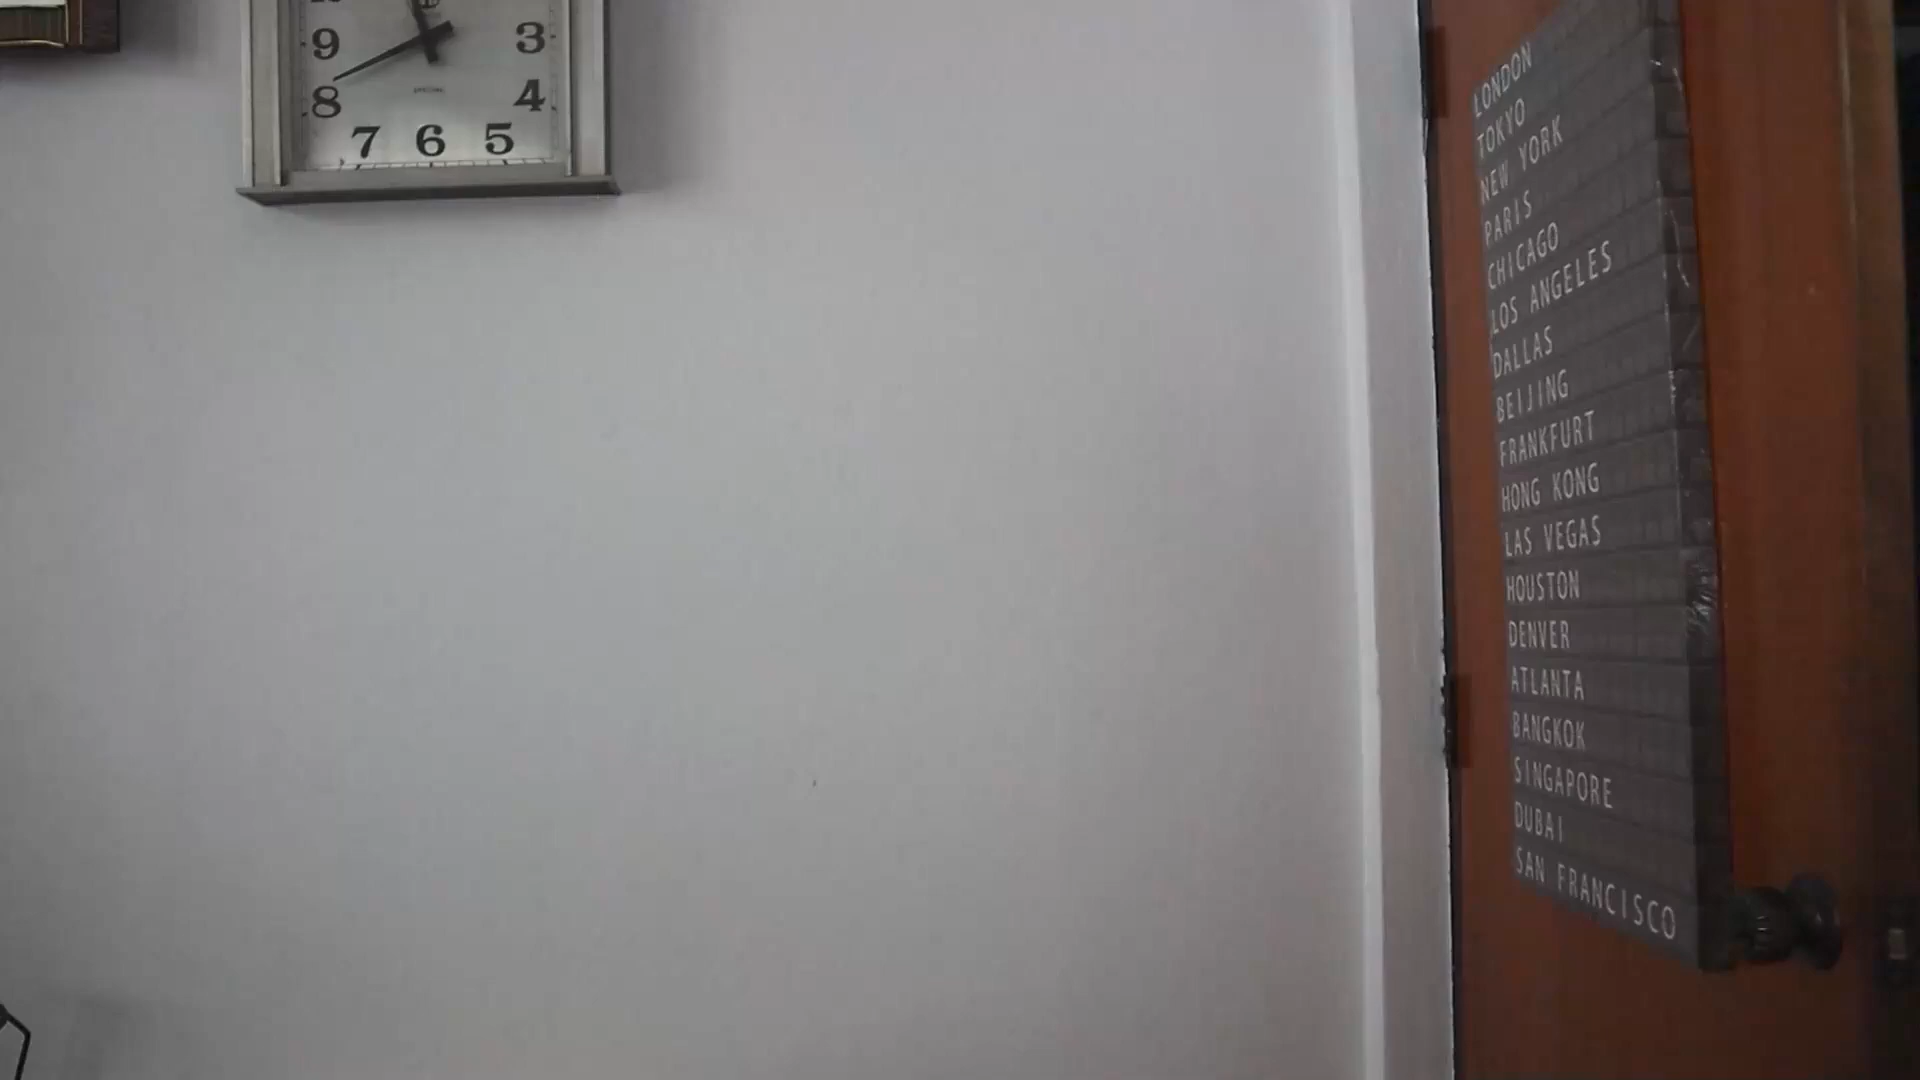 9
3
8
SPECIAL
4
7 6 5
LONDON
TOKYO
NEW YORK
PARIS
CHICAGO
LOS ANGELES
DALLAS
BEIJING
FRANKFURT
HONG KONG
LAS VEGAS
HOUSTON
DENVER
ATLANTA
BANGKOK
SINGAPORE
DUBAI
SAN FRANCISCO